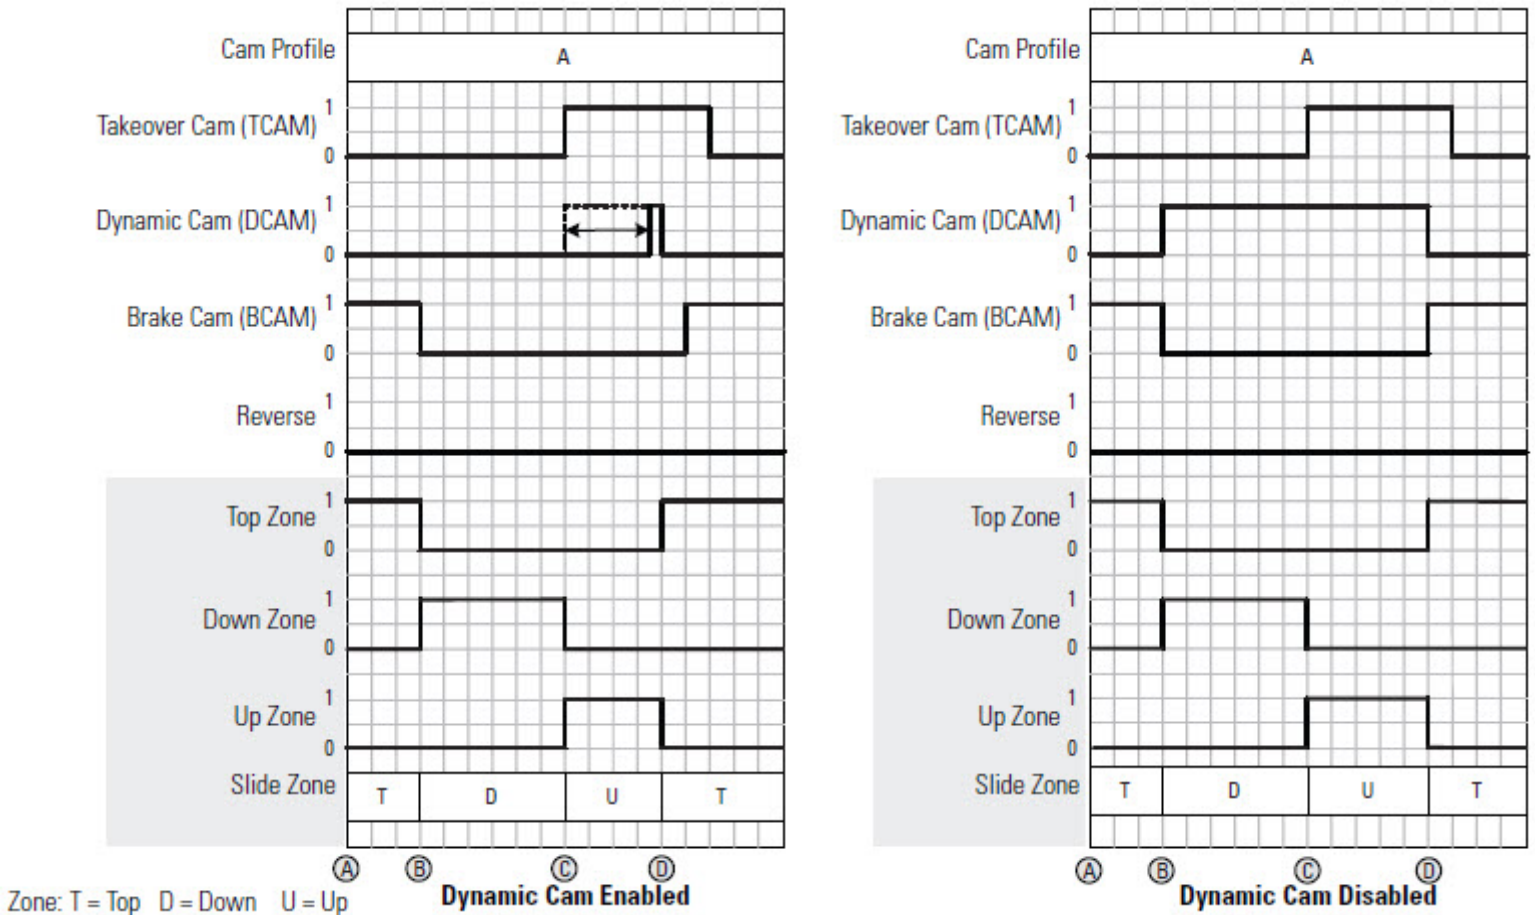 Cam Profile
A
Takeover Cam (TCAM) 1
0
Dynamic Cam (DCAM) 1
0
Brake Cam (BCAM) 1
0
Reverse 1
0
Top Zone 1
0
Down Zone 1
0
Up Zone 1
0
Slide Zone
T D U T
A B C D
Dynamic Cam Enabled
Cam Profile
A
Takeover Cam (TCAM) 1
0
Dynamic Cam (DCAM) 1
0
Brake Cam (BCAM) 1
0
Reverse 1
0
Top Zone 1
0
Down Zone 1
0
Up Zone 1
0
Slide Zone
T D U T
A B C D
Dynamic Cam Disabled
Zone: T = Top D = Down U = Up